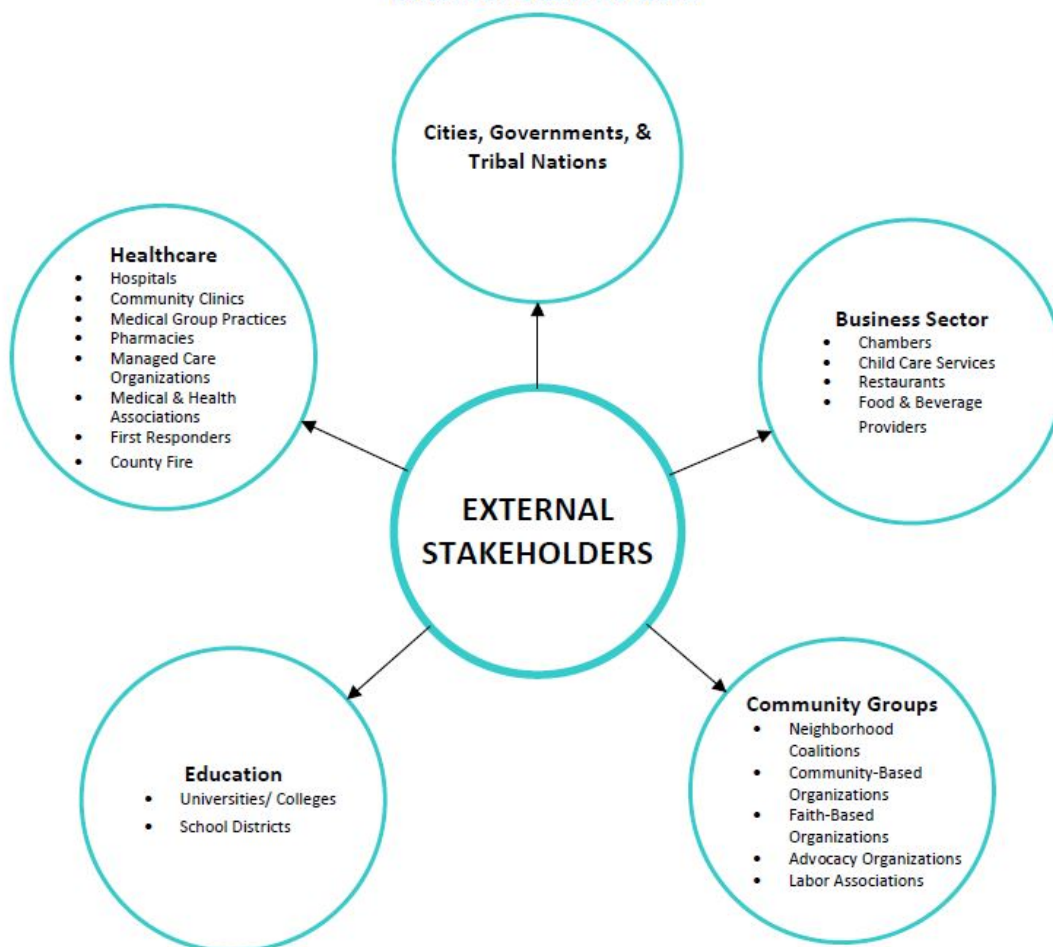 Cities, Governments, &
Tribal Nations
Healthcare
• Hospitals
• Community Clinics
• Medical Group Practices
• Pharmacies
• Managed Care
Organizations
• Medical & Health
Associations
• First Responders
• County Fire
Business Sector
• Chambers
• Child Care Services
• Restaurants
• Food & Beverage
Providers
EXTERNAL
STAKEHOLDERS
Education
• Universities/ Colleges
• School Districts
Community Groups
• Neighborhood
Coalitions
• Community-Based
Organizations
• Faith-Based
Organizations
• Advocacy Organizations
• Labor Associations